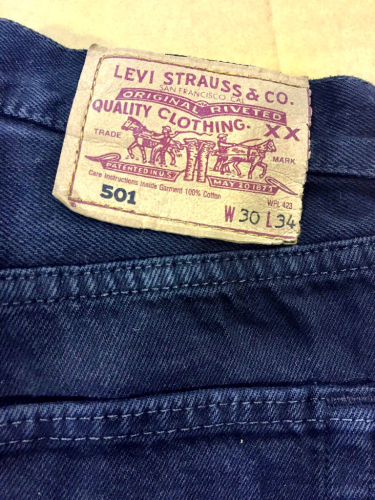 LEVI STRAUSS & CO.
SAN FRANCISCO, CAL
ORIGINAL RIVETED
QUALITY CLOTHING.
XX
TRADE MARK
PATENTED IN U.S. MAY 20 1873
Care Instructions Inside Garment 100% Cotton
WPL 423
501
W 30 L 34